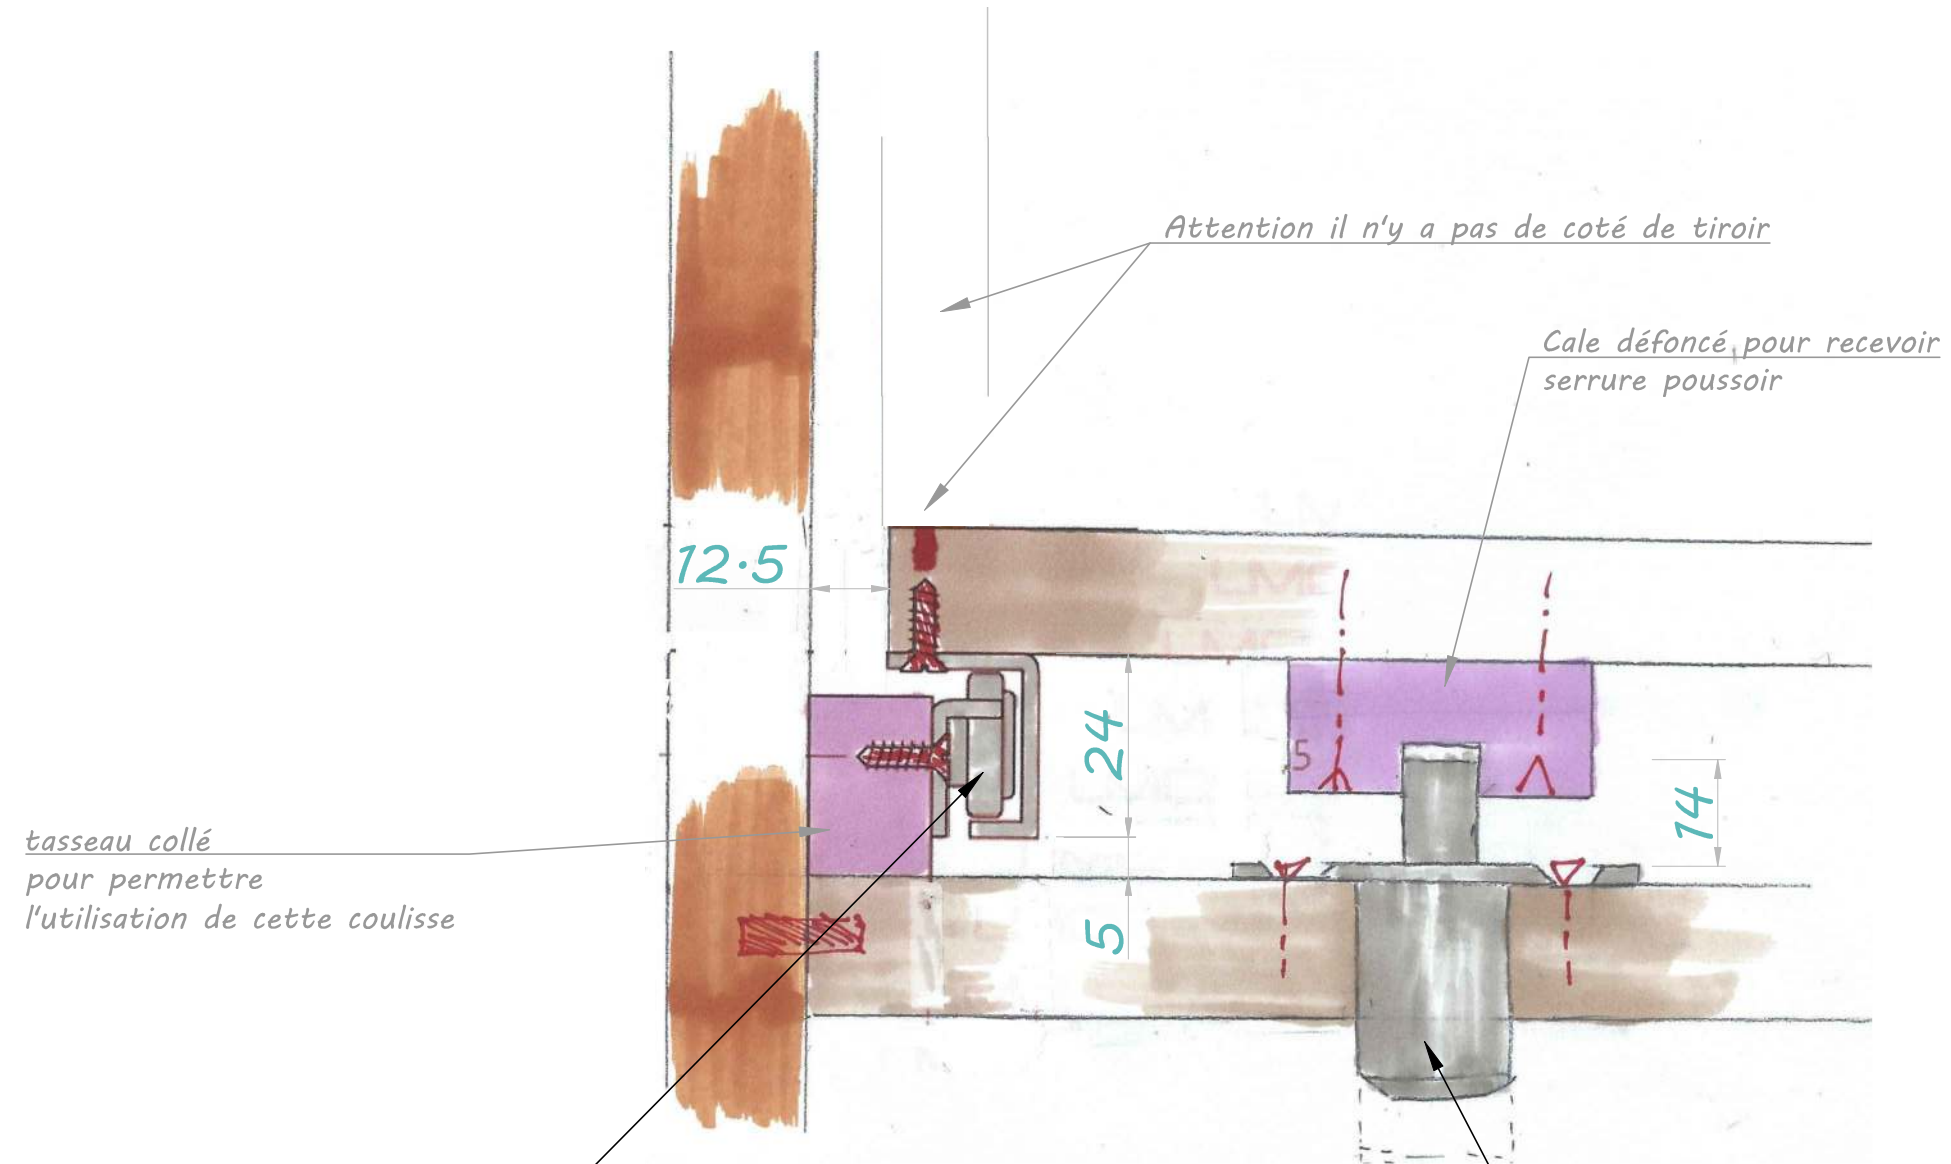 Attention il n'y a pas de coté de tiroir
Cale défoncé pour recevoir
serrure poussoir
12.5
24
5
14
5
tasseau collé
pour permettre
l'utilisation de cette coulisse